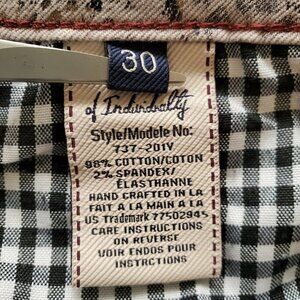 30
of Individuality
Style/Modele No:
737-201V
98% COTTON/COTON
2% SPANDEX/
ELASTHANNE
HAND CRAFTED IN LA
FAIT A LA MAIN A LA
US Trademark 77502945
CARE INSTRUCTIONS
ON REVERSE
VOIR ENDOS POUR
INSTRCTIONS